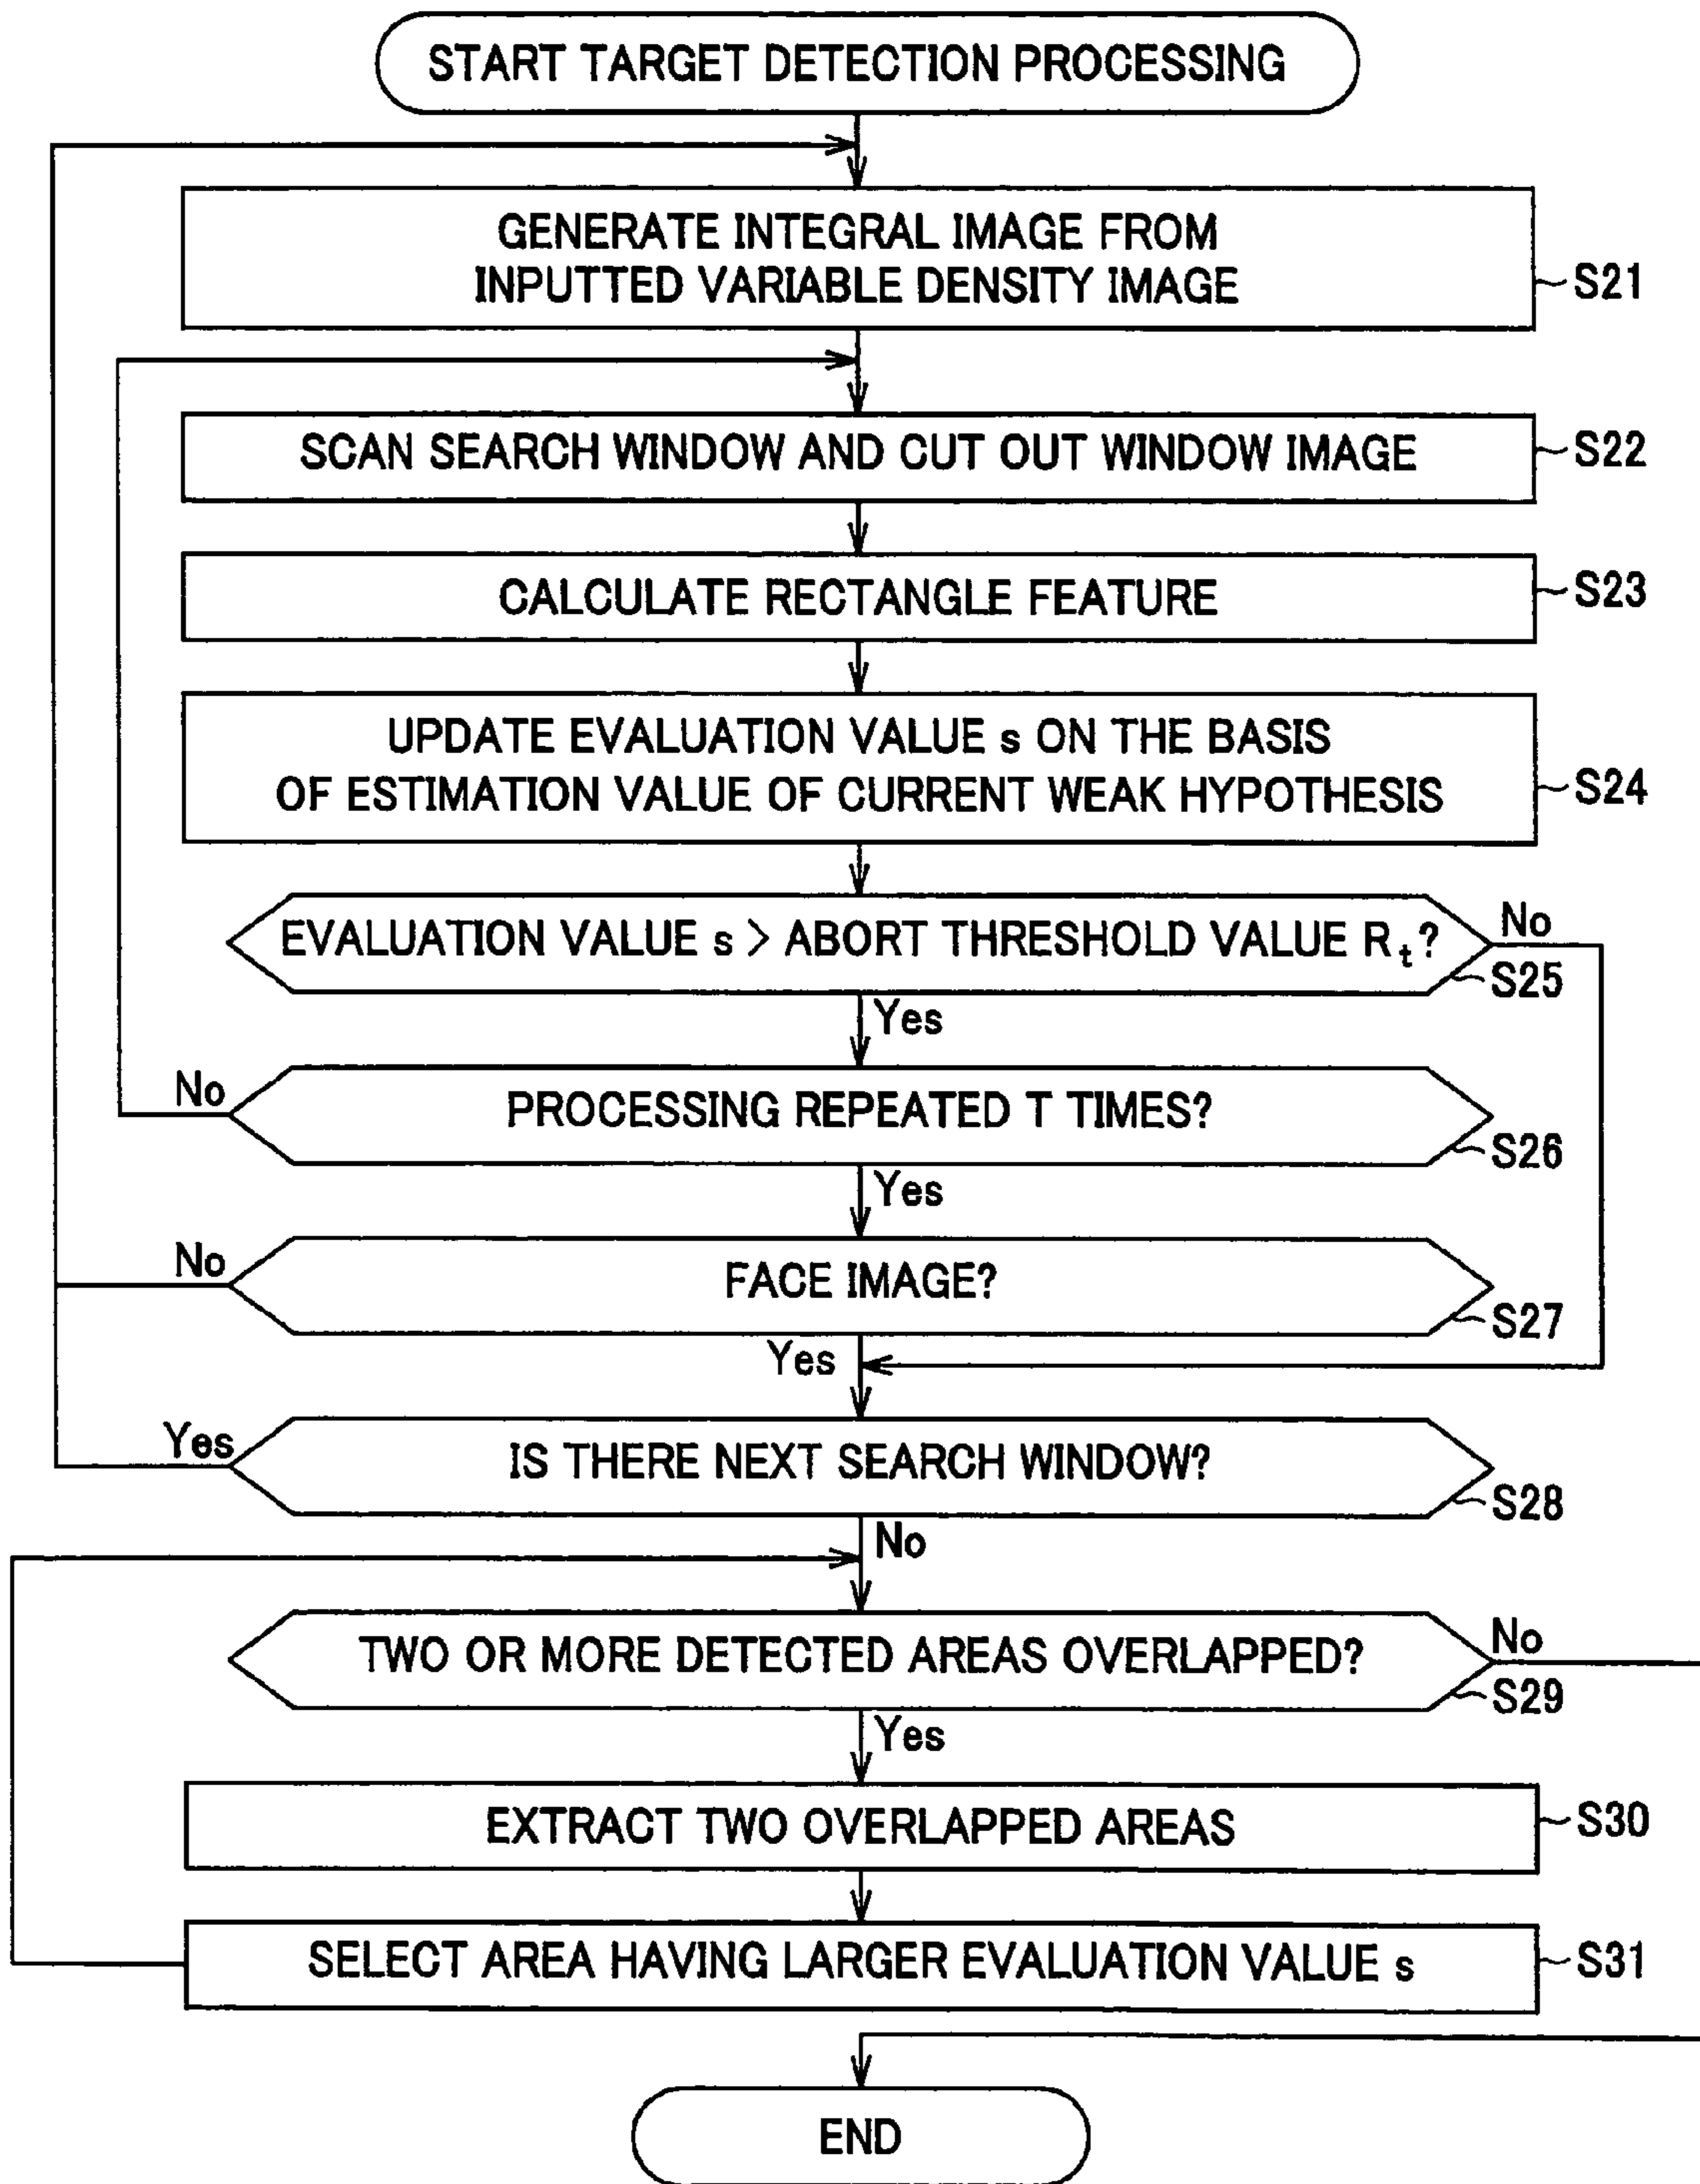 START TARGET DETECTION PROCESSING
GENERATE INTEGRAL IMAGE FROM
INPUTTED VARIABLE DENSITY IMAGE
S21
SCAN SEARCH WINDOW AND CUT OUT WINDOW IMAGE
S22
CALCULATE RECTANGLE FEATURE
S23
UPDATE EVALUATION VALUE s ON THE BASIS
OF ESTIMATION VALUE OF CURRENT WEAK HYPOTHESIS
S24
EVALUATION VALUE s > ABORT THRESHOLD VALUE Rt?
No
S25
Yes
No
PROCESSING REPEATED T TIMES?
S26
Yes
No
FACE IMAGE?
S27
Yes
Yes
IS THERE NEXT SEARCH WINDOW?
S28
No
TWO OR MORE DETECTED AREAS OVERLAPPED?
No
S29
Yes
EXTRACT TWO OVERLAPPED AREAS
S30
SELECT AREA HAVING LARGER EVALUATION VALUE s
S31
END